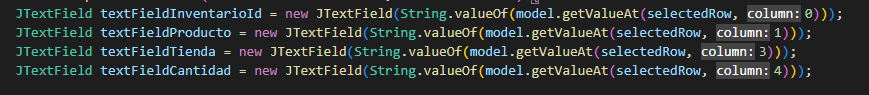 JTextField textFieldInventarioId = new JTextField(String.valueOf(model.getValueAt(selectedRow, column: 0)));
JTextField textFieldProducto = new JTextField(String.valueOf(model.getValueAt(selectedRow, column: 1)));
JTextField textFieldTienda = new JTextField(String.valueOf(model.getValueAt(selectedRow, column: 3)));
JTextField textFieldCantidad = new JTextField(String.valueOf(model.getValueAt(selectedRow, column: 4)));